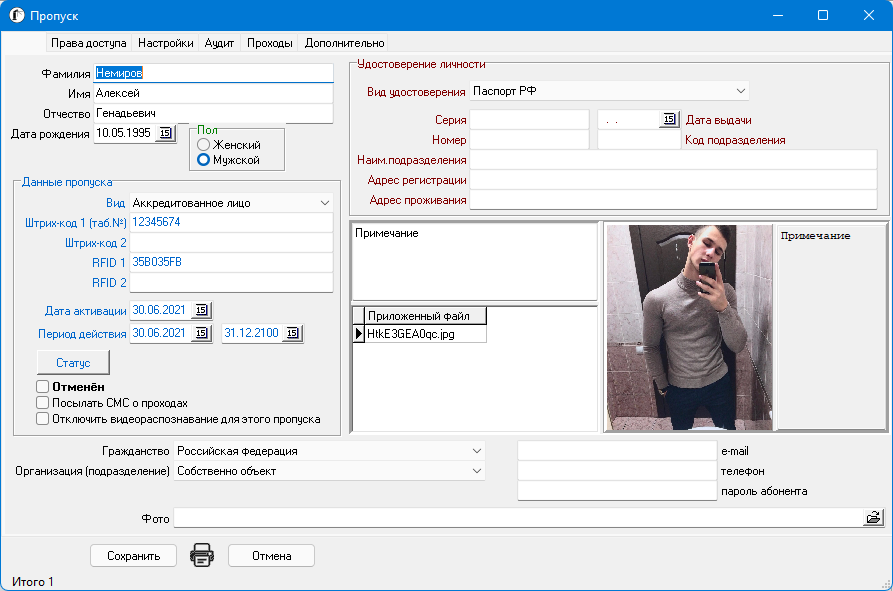 Пропуск
Права доступа Настройки Аудит Проходы Дополнительно
Фамилия Немиров
Имя Алексей
Отчество Генадьевич
Дата рождения 10.05.1995 15
Пол
Женский
Мужской
Удостоверение личности
Вид удостоверения Паспорт РФ
Серия . . 15 Дата выдачи
Номер Код подразделения
Наим.подразделения
Адрес регистрации
Адрес проживания
Данные пропуска
Вид Аккредитованное лицо
Штрих-код 1 (таб.№) 12345674
Штрих-код 2
RFID 1 35B035FB
RFID 2
Дата активации 30.06.2021 15
Период действия 30.06.2021 15 31.12.2100 15
Статус
Отменён
Посылать СМС о проходах
Отключить видеораспознавание для этого пропуска
Примечание
Приложенный файл
HtkE3GEA0qc.jpg
Примечание
Гражданство Российская Федерация
Организация (подразделение) Собственно объект
e-mail
телефон
пароль абонента
Фото
Сохранить Отмена
Итого 1